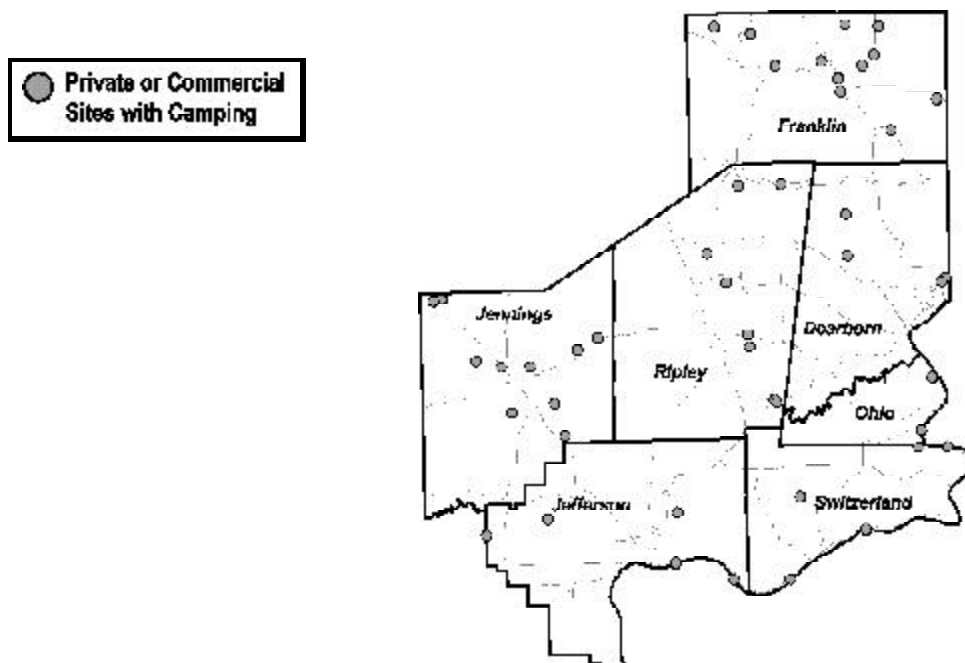 Private or Commercial
Sites with Camping
Franklin
Jennings
Dearborn
Ripley
Ohio
Jefferson
Switzerland